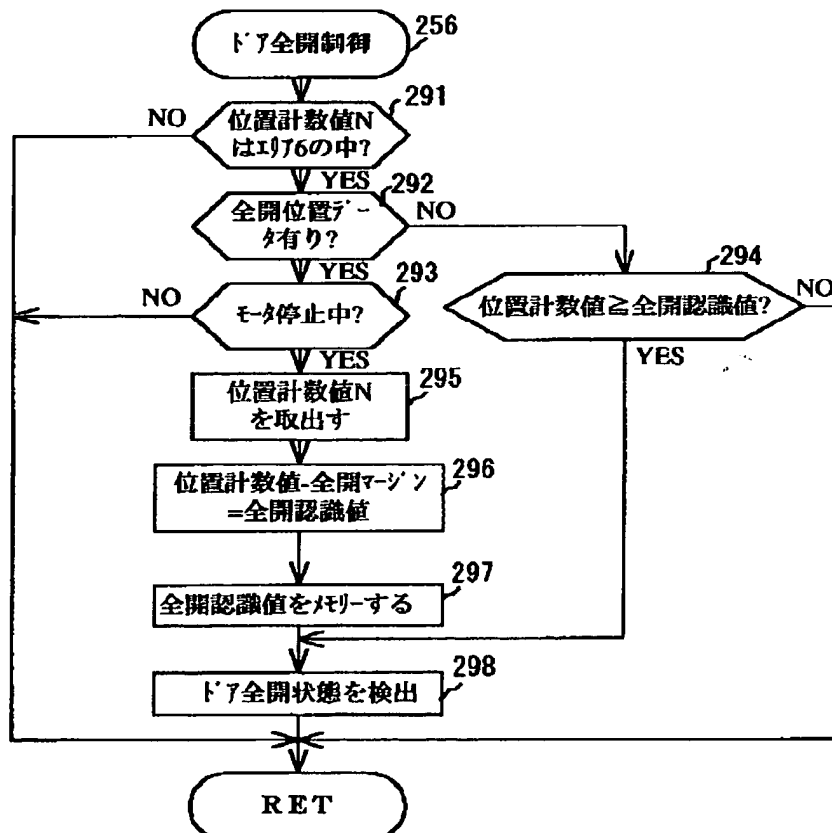 ドア全開制御
256
291
NO
位置計数値N
はエリア6の中?
YES
292
全開位置デー
タ有り?
NO
YES
293
294
NO
モータ停止中?
位置計数値≧全開認識値?
NO
YES
YES
295
位置計数値N
を取出す
296
位置計数値-全開マージン
=全開認識値
297
全開認識値をメモリーする
298
ドア全開状態を検出
RET